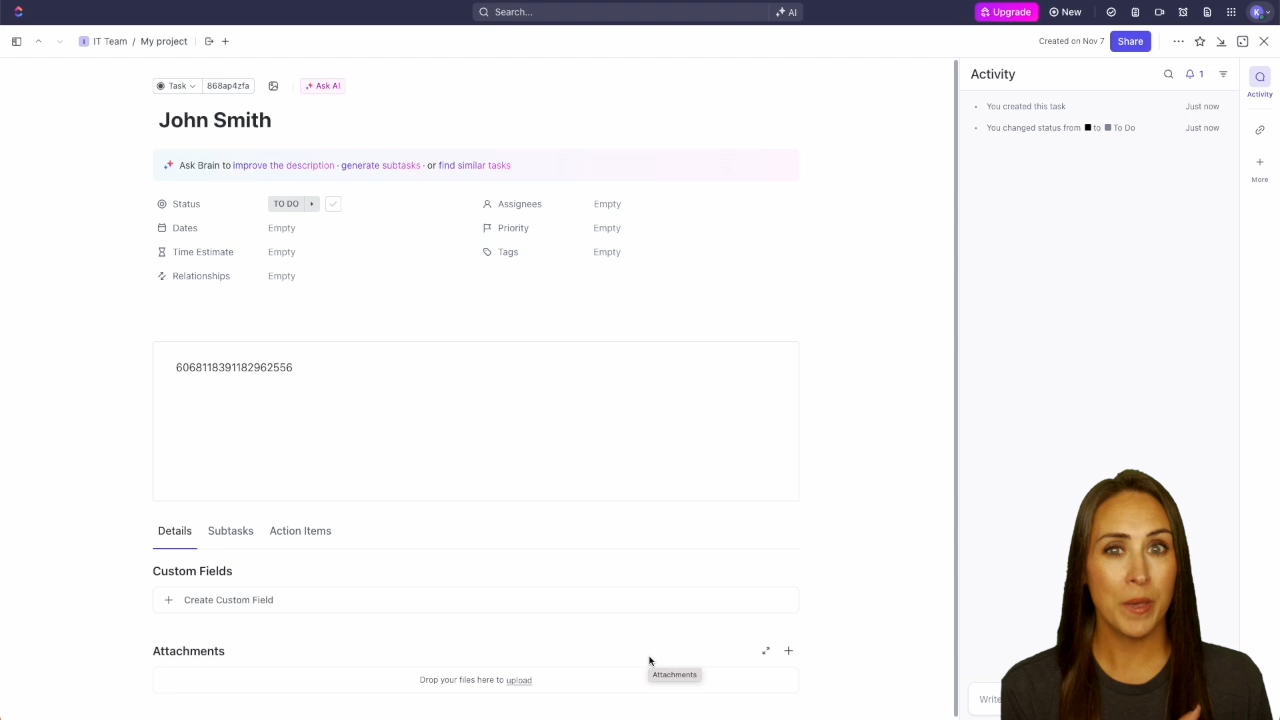 Search...
AI
Upgrade
New
K
IT Team / My project
Created on Nov 7
Share
Task
868ap4zfa
Ask AI
John Smith
Ask Brain to improve the description · generate subtasks · or find similar tasks
Status
TO DO
Assignees
Empty
Dates
Empty
Priority
Empty
Time Estimate
Empty
Tags
Empty
Relationships
Empty
6068118391182962556
Details
Subtasks
Action Items
Custom Fields
Create Custom Field
Attachments
Attachments
Drop your files here to upload
Activity
1
You created this task
Just now
You changed status from to To Do
Just now
Write
Activity
More